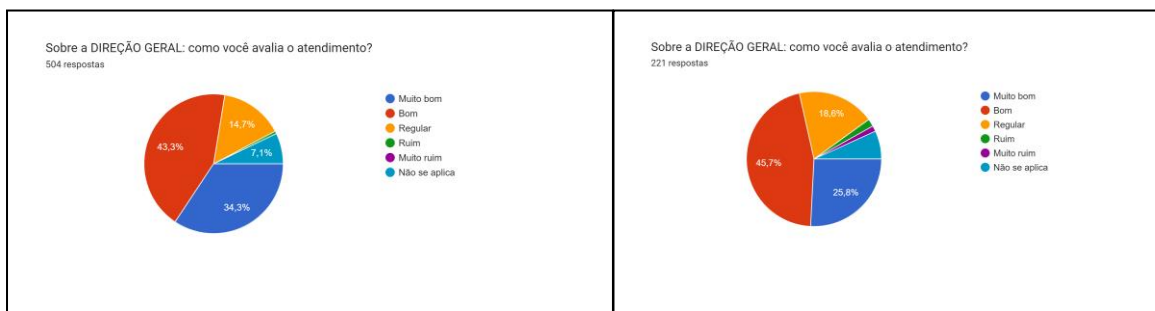 Sobre a DIREÇÃO GERAL: como você avalia o atendimento?
504 respostas
Muito bom
Bom
Regular
Ruim
Muito ruim
Não se aplica
14,7%
43,3%
7,1%
34,3%
Sobre a DIREÇÃO GERAL: como você avalia o atendimento?
221 respostas
Muito bom
Bom
Regular
Ruim
Muito ruim
Não se aplica
18,6%
45,7%
25,8%